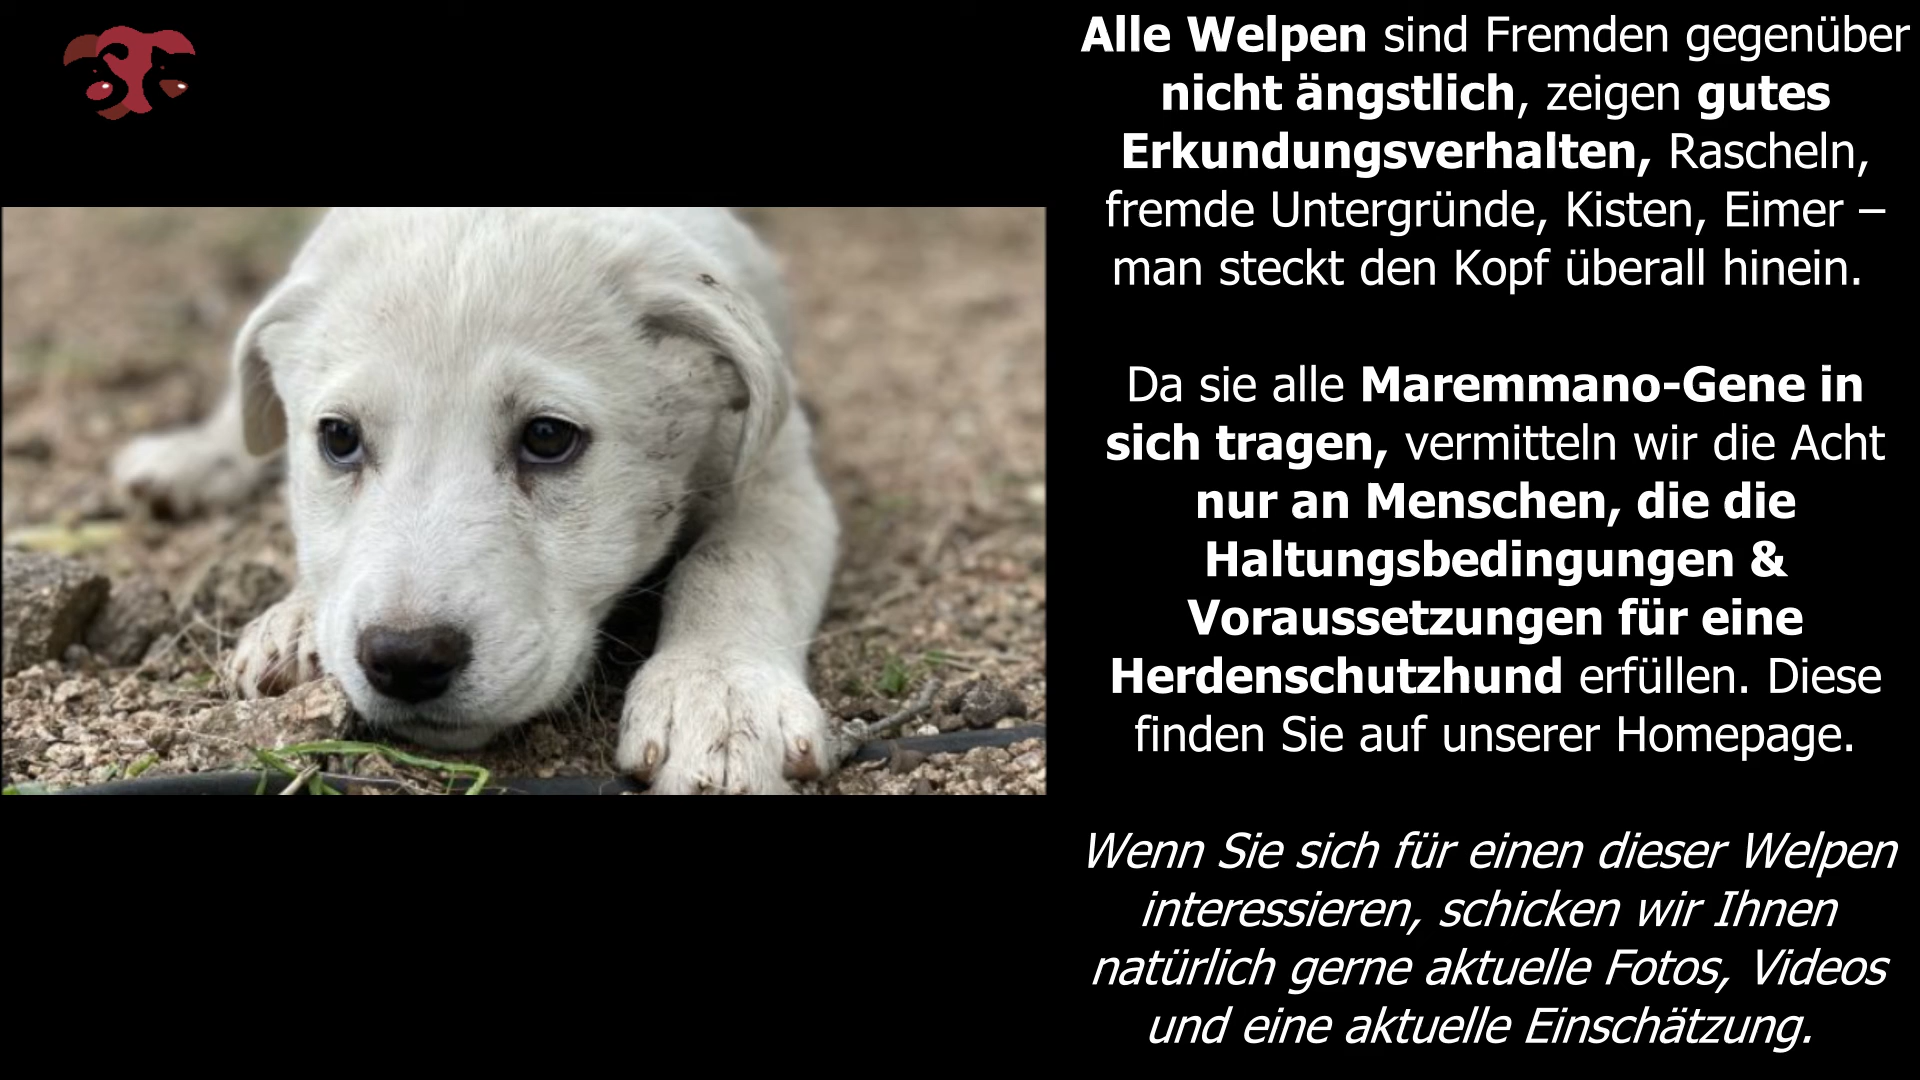 Alle Welpen sind Fremden gegenüber
nicht ängstlich, zeigen gutes
Erkundungsverhalten, Rascheln,
fremde Untergründe, Kisten, Eimer –
man steckt den Kopf überall hinein.
Da sie alle Maremmano-Gene in
sich tragen, vermitteln wir die Acht
nur an Menschen, die die
Haltungsbedingungen &
Voraussetzungen für eine
Herdenschutzhund erfüllen. Diese
finden Sie auf unserer Homepage.
Wenn Sie sich für einen dieser Welpen
interessieren, schicken wir Ihnen
natürlich gerne aktuelle Fotos, Videos
und eine aktuelle Einschätzung.